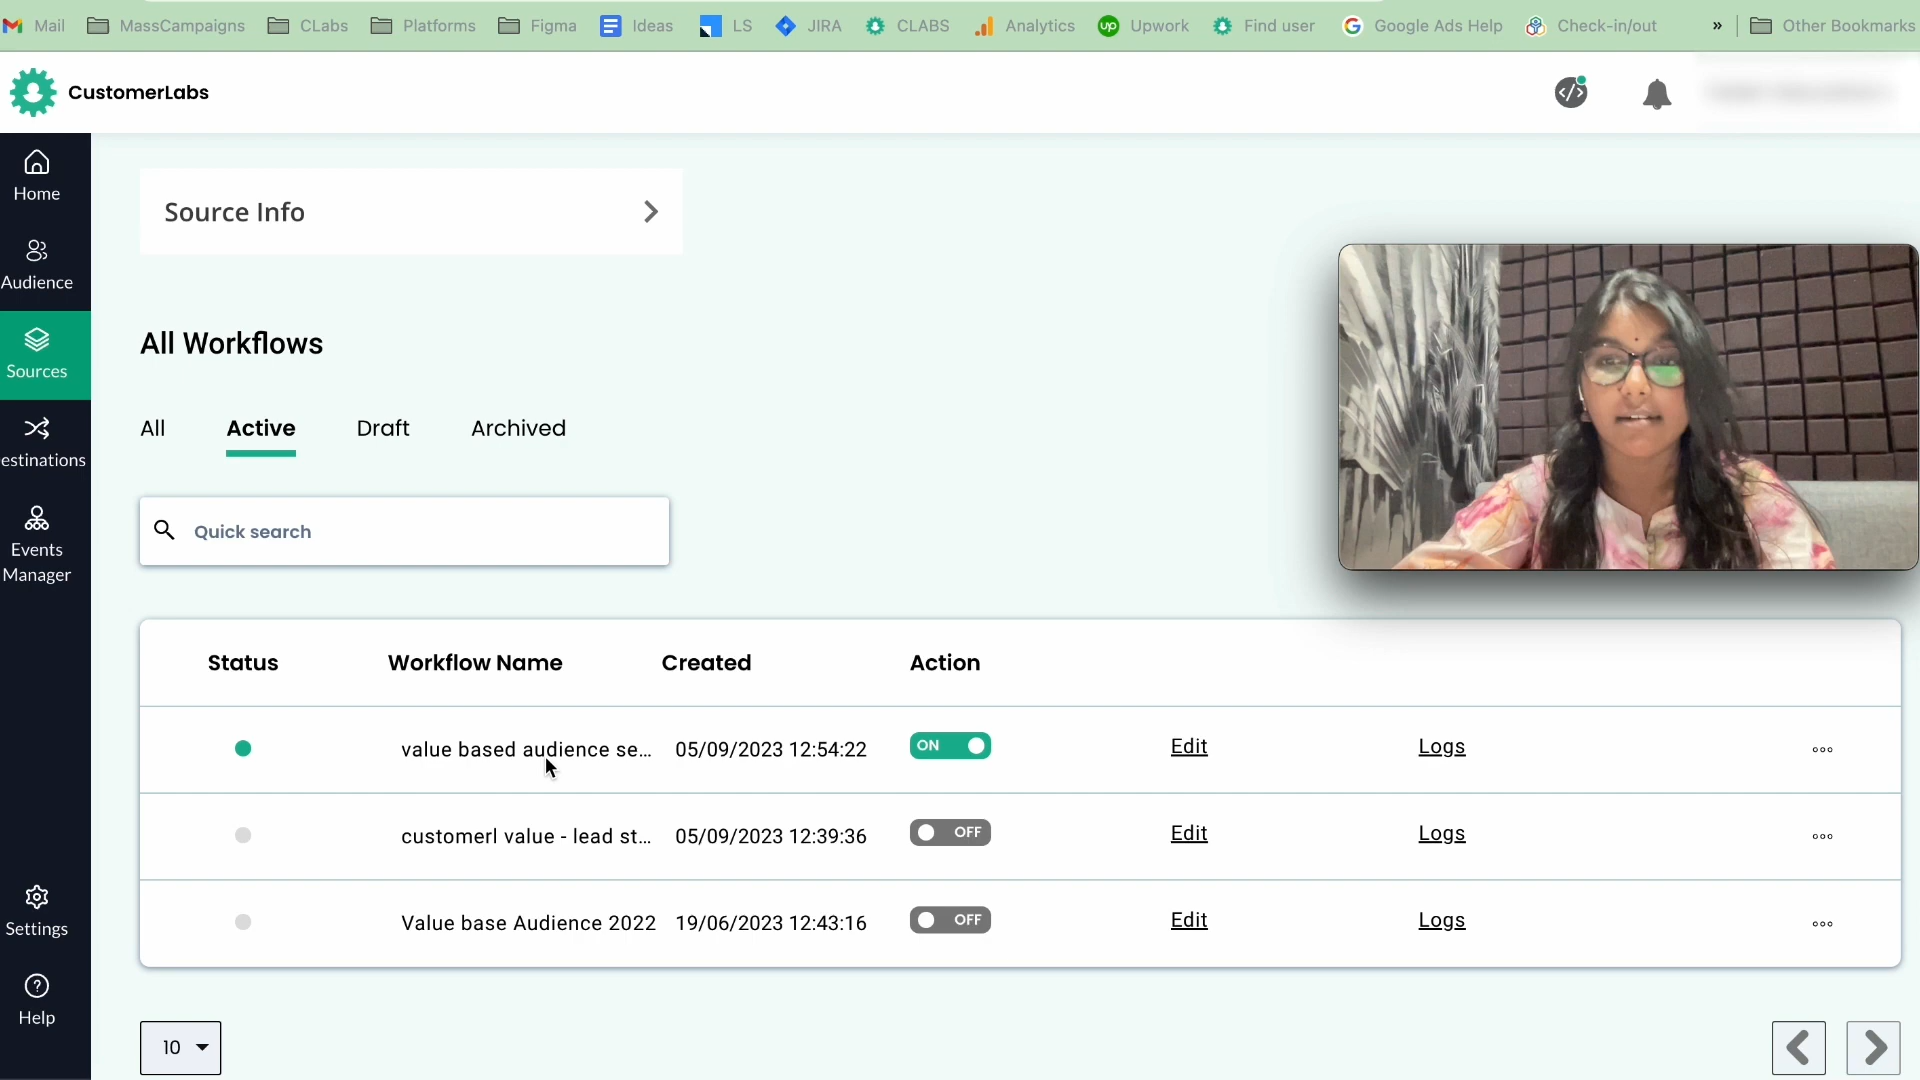 Mail MassCampaigns CLabs Platforms Figma Ideas LS JIRA CLABS Analytics Upwork Find user Google Ads Help Check-in/out » Other Bookmarks
CustomerLabs
Home
Audience
Sources
estinations
Events
Manager
Settings
Help
Source Info
All Workflows
All Active Draft Archived
Quick search
Status Workflow Name Created Action
value based audience se... 05/09/2023 12:54:22 ON Edit Logs
customerl value - lead st... 05/09/2023 12:39:36 OFF Edit Logs
Value base Audience 2022 19/06/2023 12:43:16 OFF Edit Logs
10